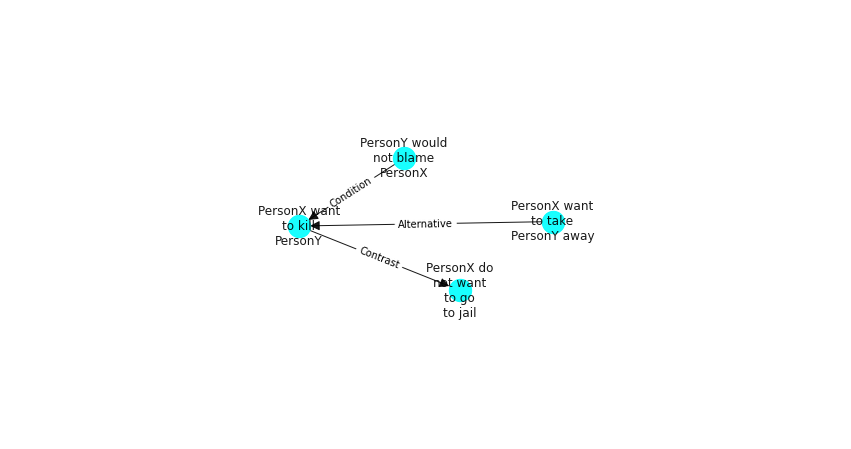 PersonY would
not blame
PersonX
Condition
PersonX want
to kill
PersonY
Alternative
PersonX want
to take
PersonY away
Contrast
PersonX do
not want
to go
to jail